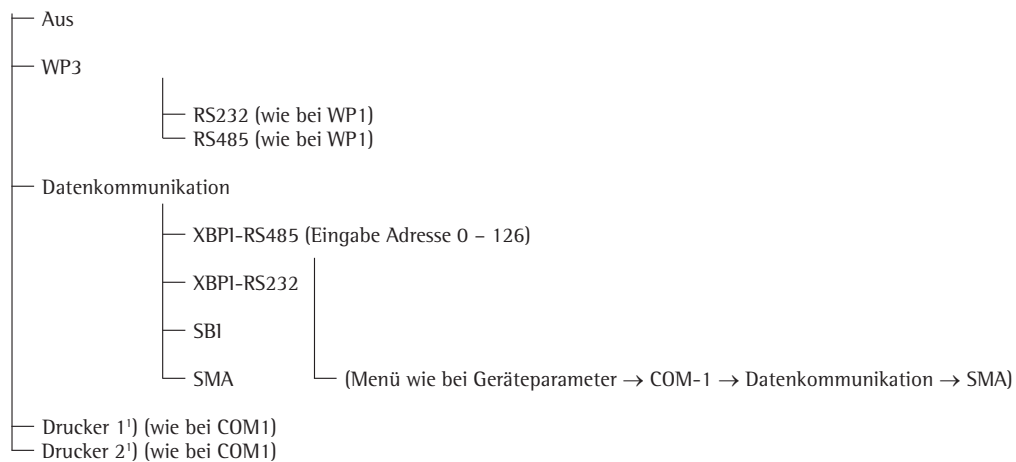 Aus
WP3
RS232 (wie bei WP1)
RS485 (wie bei WP1)
Datenkommunikation
XBPI-RS485 (Eingabe Adresse 0 – 126)
XBPI-RS232
SBI
SMA (Menü wie bei Geräteparameter → COM-1 → Datenkommunikation → SMA)
Drucker 1¹) (wie bei COM1)
Drucker 2¹) (wie bei COM1)